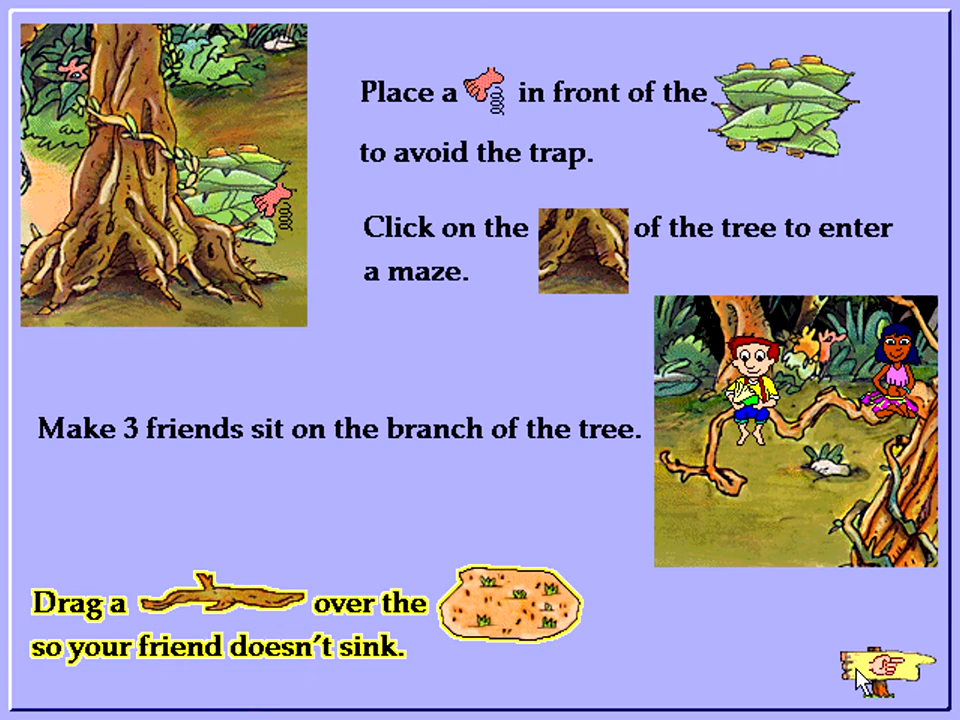 Place a in front of the
to avoid the trap.
Click on the of the tree to enter
a maze.
Make 3 friends sit on the branch of the tree.
Drag a over the
so your friend doesn't sink.